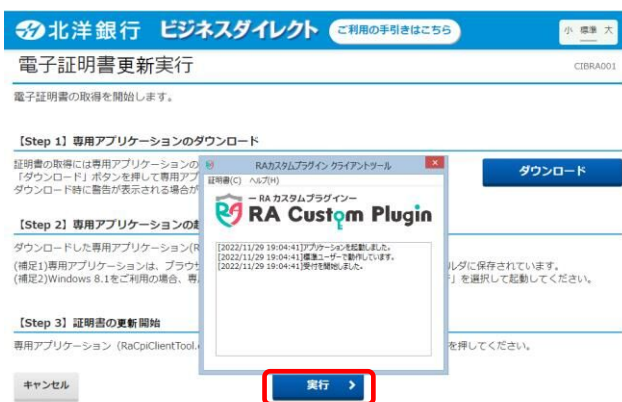 北洋銀行 ビジネスダイレクト ご利用の手引きはこちら 小 標準 大
電子証明書更新実行 CIBRA001
電子証明書の取得を開始します。
【Step 1】専用アプリケーションのダウンロード
証明書の取得には専用アプリケーションの
「ダウンロード」ボタンを押して専用アプ
ダウンロード時に警告が表示される場合が
ダウンロード
RAカスタムプラグイン クライアントツール
証明書(C) ヘルプ(H)
ー RA カスタムプラグインー
RA Custom Plugin
[2022/11/29 19:04:41]アプリケーションを起動しました。
[2022/11/29 19:04:41]標準ユーザーで動作しています。
[2022/11/29 19:04:41]受付を開始しました。
【Step 2】専用アプリケーションの
ダウンロードした専用アプリケーション(R
(補足1)専用アプリケーションは、ブラウ ルダに保存されています。
(補足2)Windows 8.1をご利用の場合、専 」を選択して起動してください。
【Step 3】証明書の更新開始
専用アプリケーション（RaCpiClientTool. を押してください。
キャンセル 実行